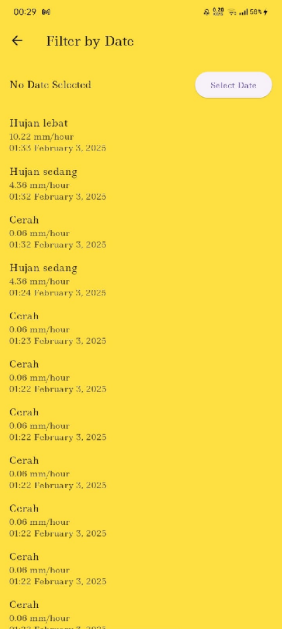 00:29
0.28 58%
Filter by Date
No Date Selected
Select Date
Hujan lebat
10.22 mm/hour
01:33 February 3, 2025
Hujan sedang
4.36 mm/hour
01:32 February 3, 2025
Cerah
0.06 mm/hour
01:32 February 3, 2025
Hujan sedang
4.36 mm/hour
01:24 February 3, 2025
Cerah
0.06 mm/hour
01:23 February 3, 2025
Cerah
0.06 mm/hour
01:22 February 3, 2025
Cerah
0.06 mm/hour
01:22 February 3, 2025
Cerah
0.06 mm/hour
01:22 February 3, 2025
Cerah
0.06 mm/hour
01:22 February 3, 2025
Cerah
0.06 mm/hour
01:22 February 3, 2025
Cerah
0.06 mm/hour